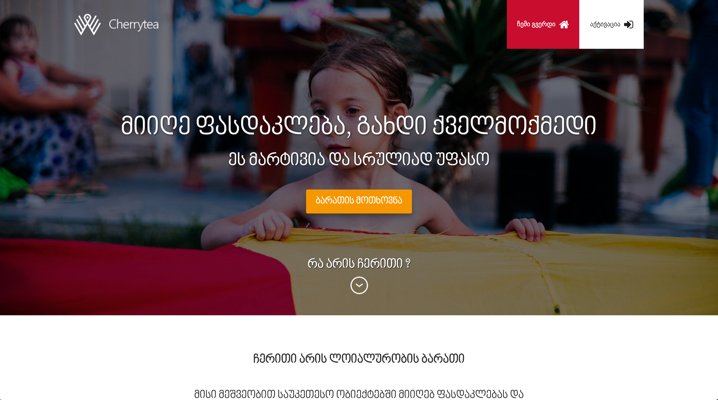 Cherrytea
ჩემი გვერდი
აქტივაცია
მიიღე ფასდაკლება, გახდი ქველმოქმედი
ეს მარტივია და სრულიად უფასო
ბარათის მოთხოვნა
რა არის ჩერითი ?
ჩერითი არის ლოიალურობის ბარათი
მისი მეშვეობით საუკეთესო ობიექტებში მიიღებ ფასდაკლებას და